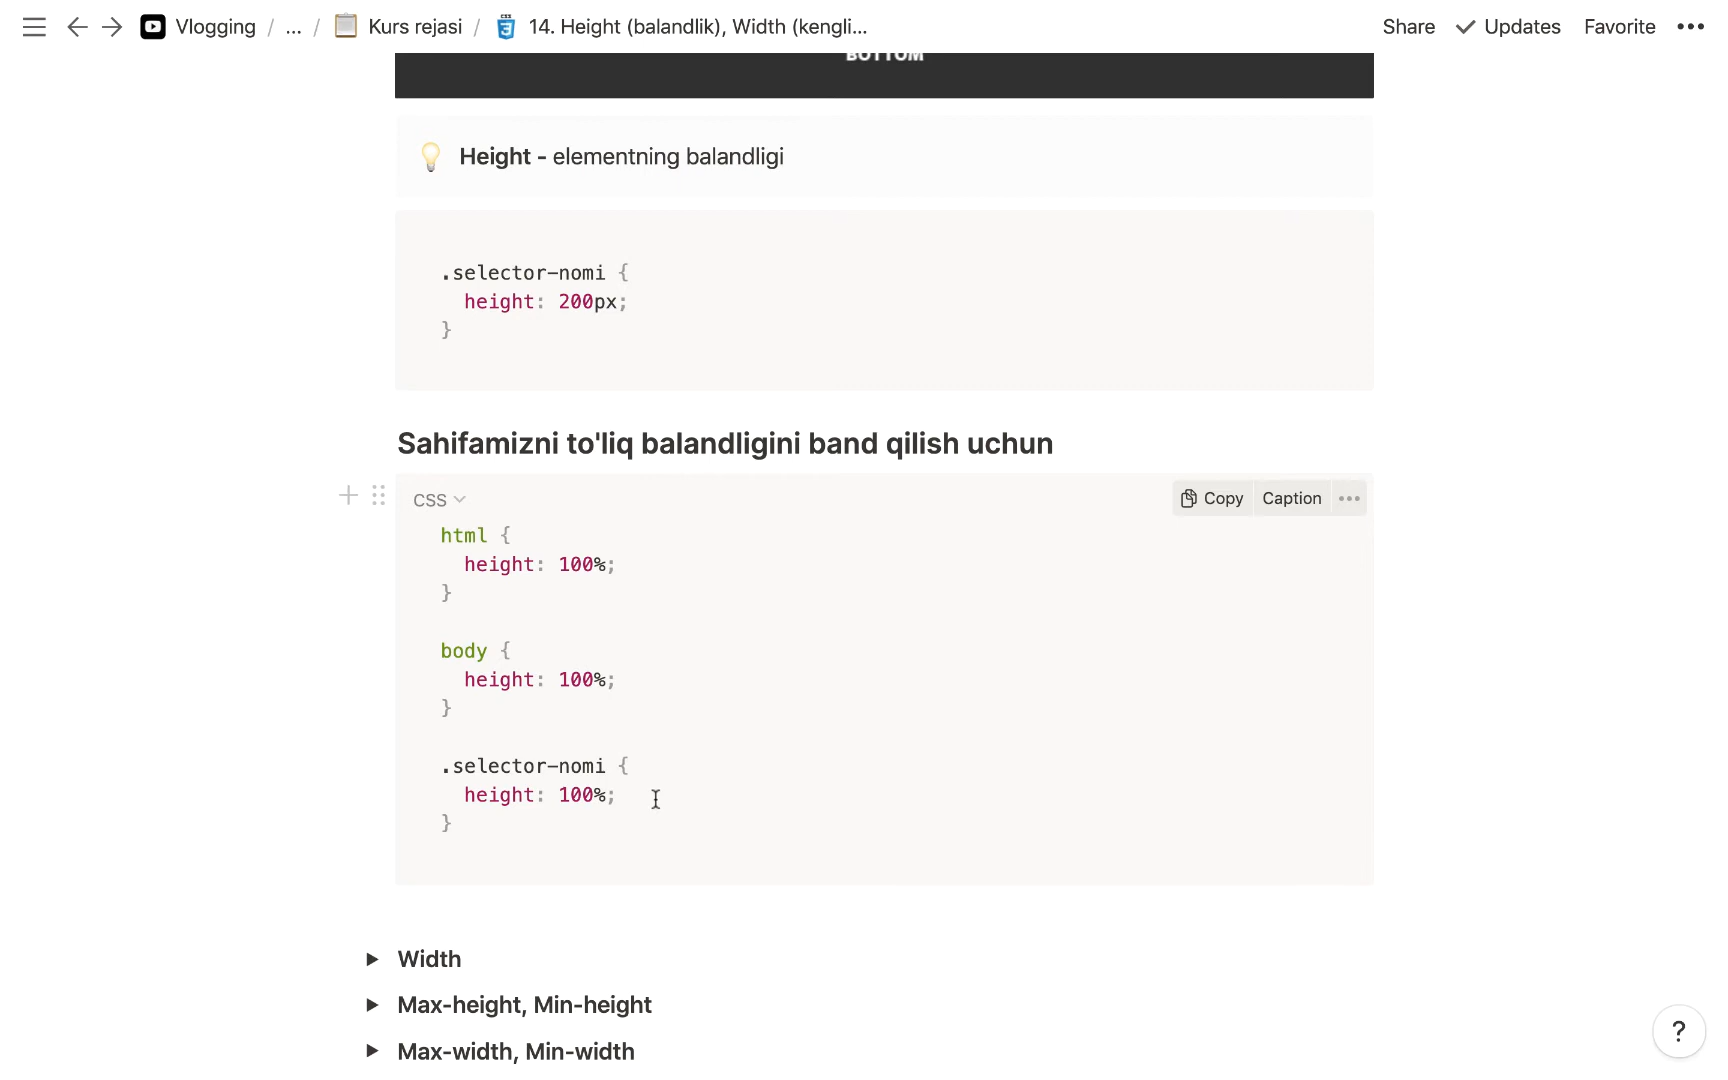 Vlogging / ... / Kurs rejasi / 14. Height (balandlik), Width (kengli...
Share Updates Favorite
BOTTOM
Height - elementning balandligi
.selector-nomi {
height: 200px;
}
Sahifamizni to'liq balandligini band qilish uchun
CSS
Copy Caption
html {
height: 100%;
}
body {
height: 100%;
}
.selector-nomi {
height: 100%;
}
Width
Max-height, Min-height
Max-width, Min-width
?